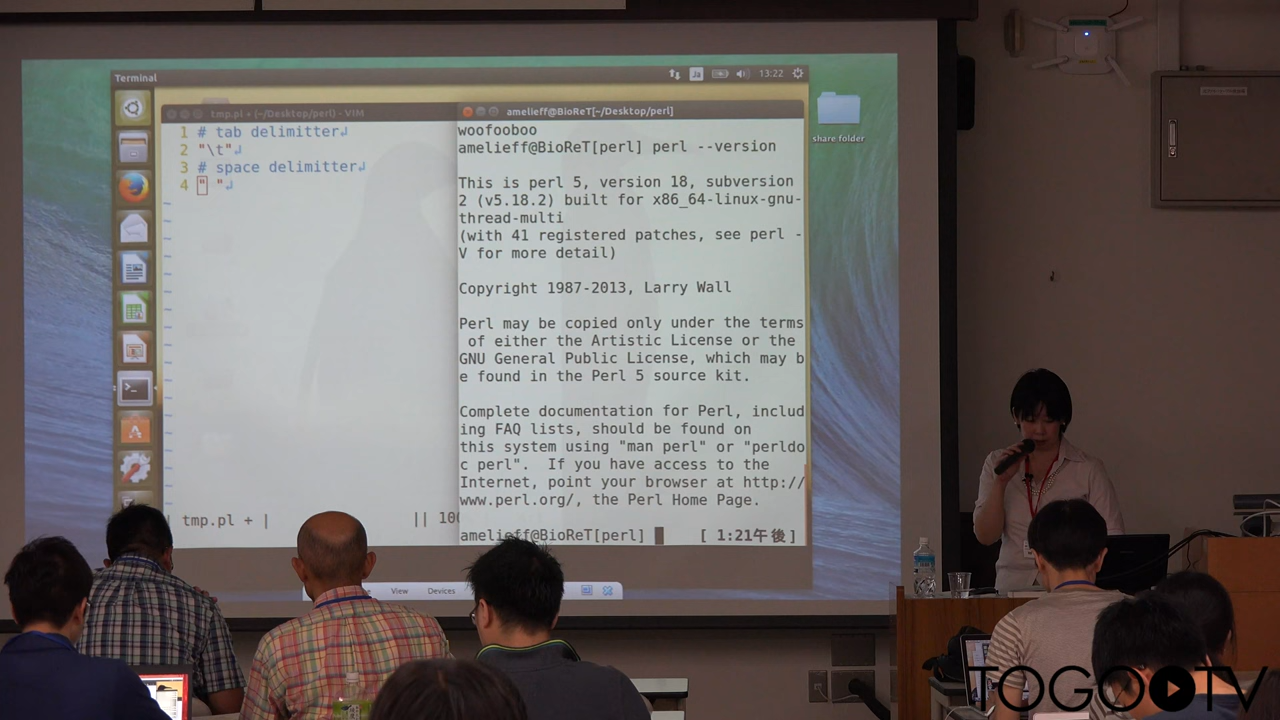 Terminal
Ja
13:22
tmp.pl + (~/Desktop/perl) - VIM
1 # tab delimitter
2 "\t"
3 # space delimitter
4 " "
tmp.pl + |
|| 100
amelieff@BioReT[~/Desktop/perl]
woofooboo
amelieff@BioReT[perl] perl --version
This is perl 5, version 18, subversion
2 (v5.18.2) built for x86_64-linux-gnu-
thread-multi
(with 41 registered patches, see perl -
V for more detail)
Copyright 1987-2013, Larry Wall
Perl may be copied only under the terms
of either the Artistic License or the
GNU General Public License, which may b
e found in the Perl 5 source kit.
Complete documentation for Perl, includ
ing FAQ lists, should be found on
this system using "man perl" or "perldo
c perl".  If you have access to the
Internet, point your browser at http://
www.perl.org/, the Perl Home Page.
amelieff@BioReT[perl]
[ 1:21午後]
share folder
View
Devices
TOGOTV